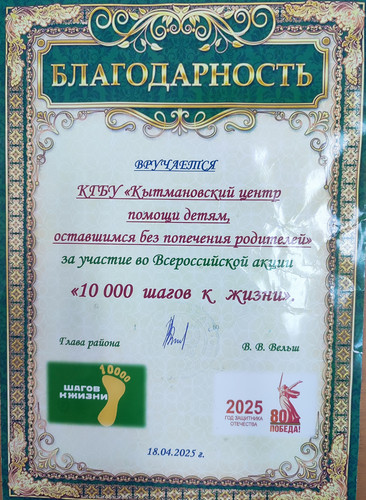 БЛАГОДАРНОСТЬ
ВРУЧАЕТСЯ
КГБУ «Кытмановский центр
помощи детям,
оставшимся без попечения родителей»
за участие во Всероссийской акции
«10 000 шагов к жизни».
Глава района
В. В. Вельш
10000
ШАГОВ
К ЖИЗНИ
2025
ГОД ЗАЩИТНИКА
ОТЕЧЕСТВА
80
ПОБЕДА!
18.04.2025 г.